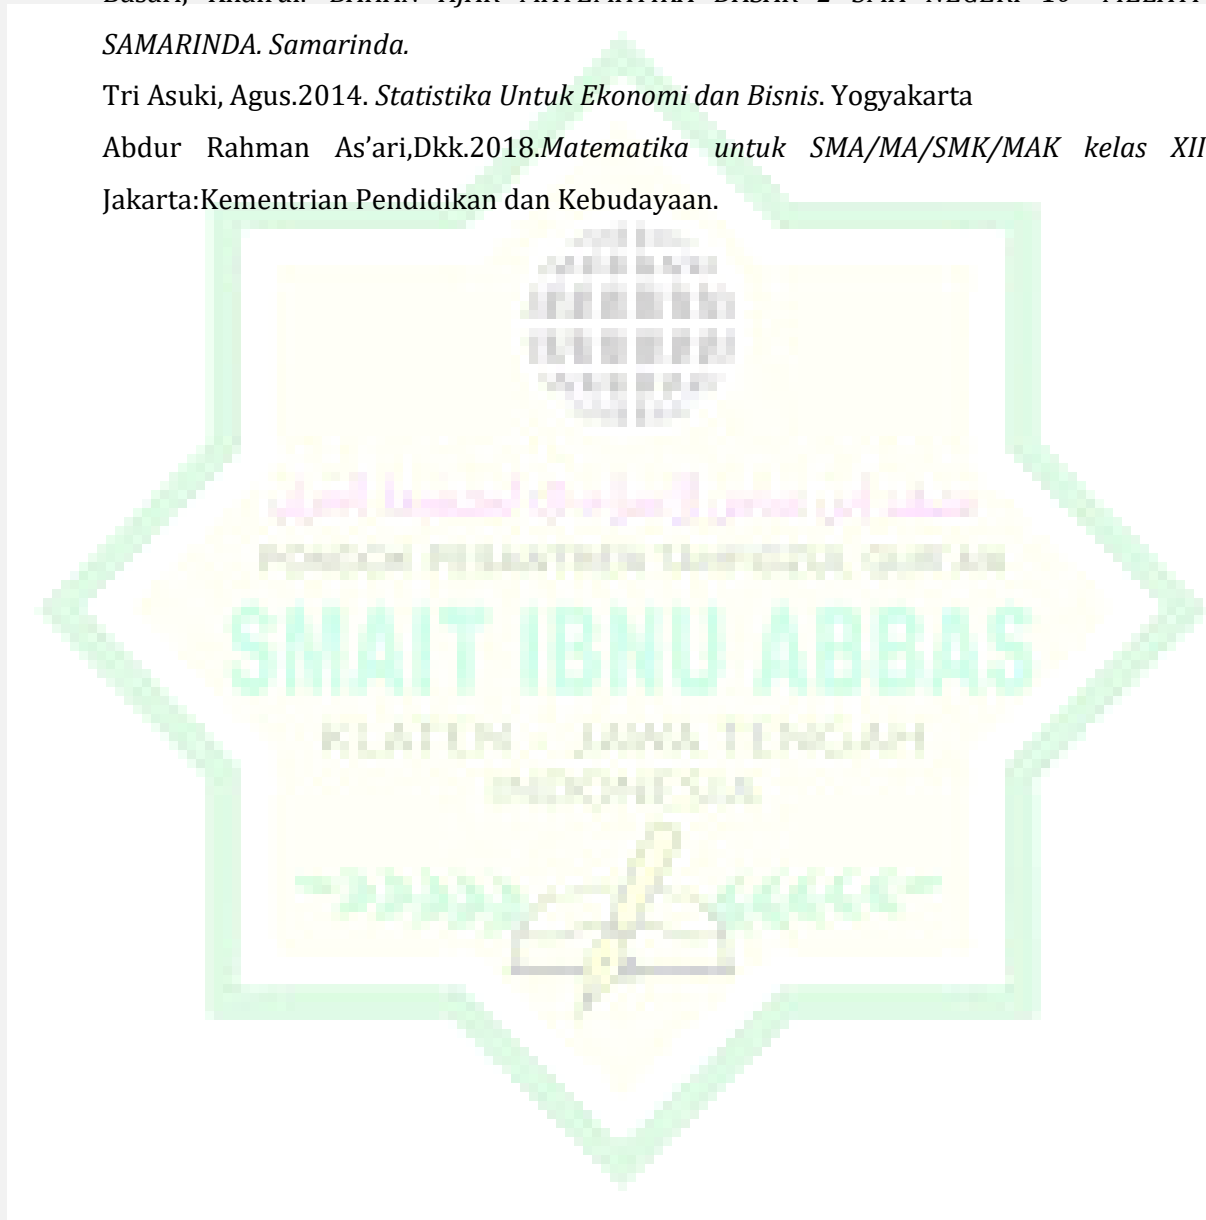 SAMARINDA. Samarinda.
Tri Asuki, Agus.2014. Statistika Untuk Ekonomi dan Bisnis. Yogyakarta
Abdur Rahman As’ari,Dkk.2018.Matematika untuk SMA/MA/SMK/MAK kelas XII
Jakarta:Kementrian Pendidikan dan Kebudayaan.
PONDOK PESANTREN TAHFIDZUL QUR'AN
SMAIT IBNU ABBAS
KLATEN - JAWA TENGAH
INDONESIA